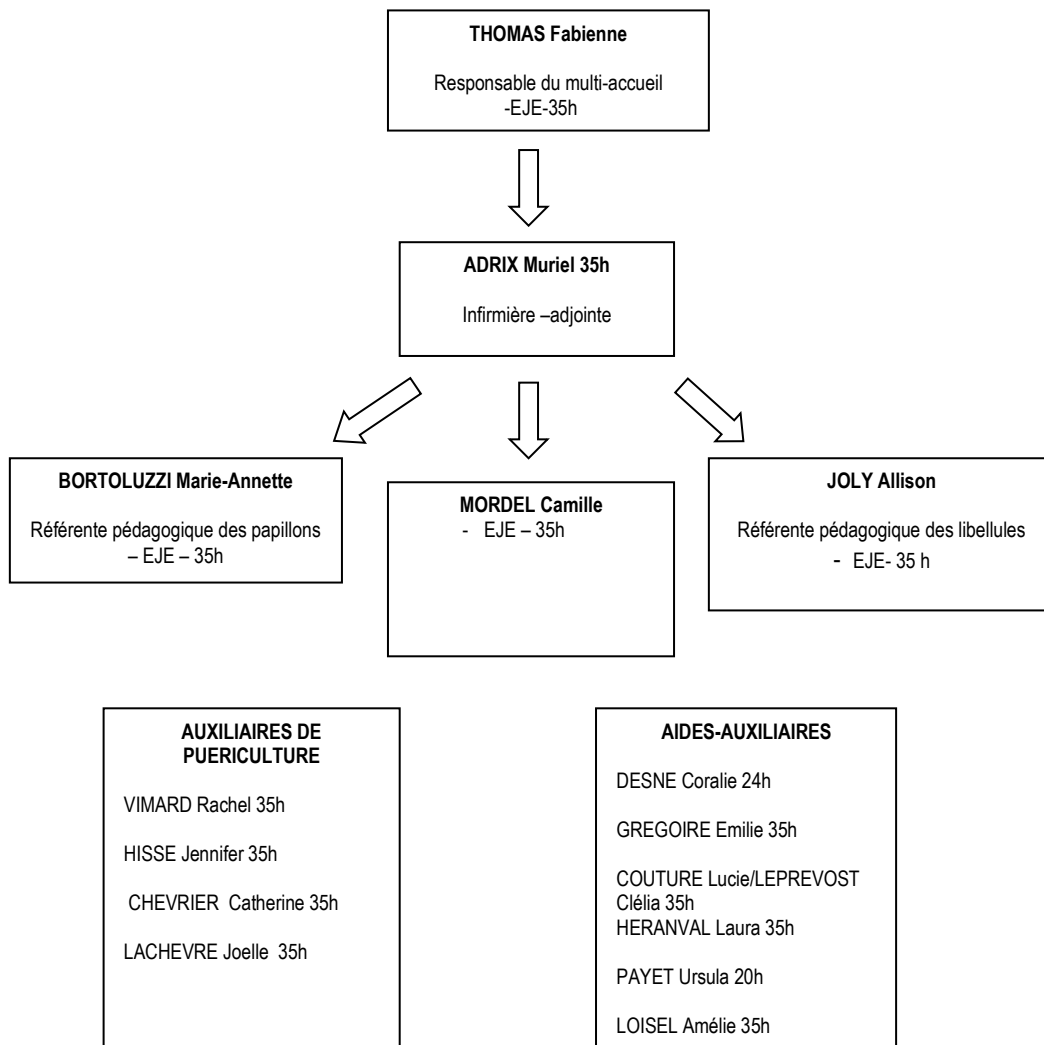 THOMAS Fabienne
Responsable du multi-accueil
-EJE-35h
ADRIX Muriel 35h
Infirmière –adjointe
BORTOLUZZI Marie-Annette
Référente pédagogique des papillons
– EJE – 35h
MORDEL Camille
- EJE – 35h
JOLY Allison
Référente pédagogique des libellules
- EJE- 35 h
AUXILIAIRES DE
PUERICULTURE
VIMARD Rachel 35h
HISSE Jennifer 35h
CHEVRIER Catherine 35h
LACHEVRE Joelle 35h
AIDES-AUXILIAIRES
DESNE Coralie 24h
GREGOIRE Emilie 35h
COUTURE Lucie/LEPREVOST
Clélia 35h
HERANVAL Laura 35h
PAYET Ursula 20h
LOISEL Amélie 35h